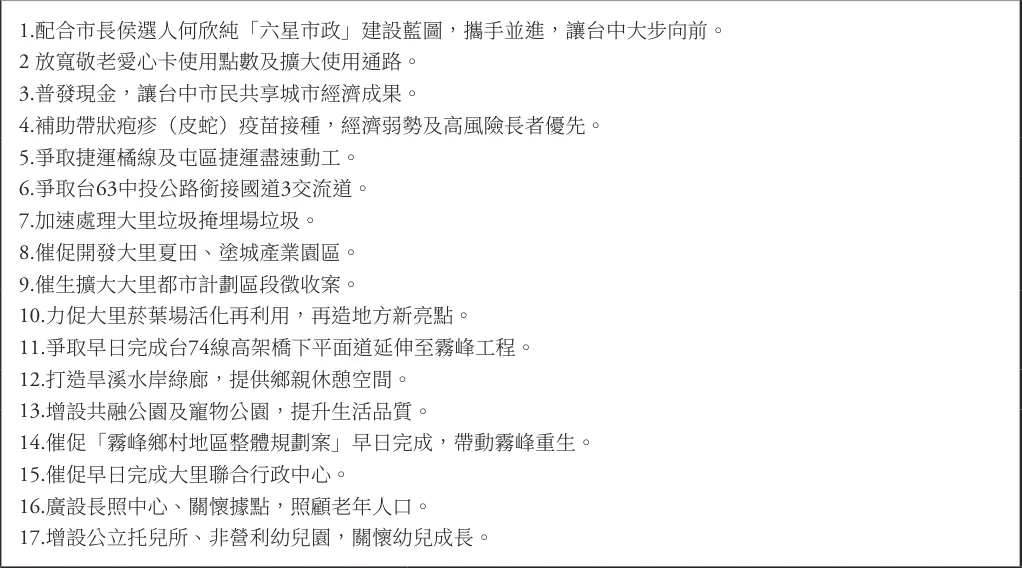 1.配合市長侯選人何欣純「六星市政」建設藍圖，攜手並進，讓台中大步向前。
2 放寬敬老愛心卡使用點數及擴大使用通路。
3.普發現金，讓台中市民共享城市經濟成果。
4.補助帶狀疱疹（皮蛇）疫苗接種，經濟弱勢及高風險長者優先。
5.爭取捷運橘線及屯區捷運盡速動工。
6.爭取台63中投公路銜接國道3交流道。
7.加速處理大里垃圾掩埋場垃圾。
8.催促開發大里夏田、塗城產業園區。
9.催生擴大大里都市計劃區段徵收案。
10.力促大里菸葉場活化再利用，再造地方新亮點。
11.爭取早日完成台74線高架橋下平面道延伸至霧峰工程。
12.打造旱溪水岸綠廊，提供鄉親休憩空間。
13.增設共融公園及寵物公園，提升生活品質。
14.催促「霧峰鄉村地區整體規劃案」早日完成，帶動霧峰重生。
15.催促早日完成大里聯合行政中心。
16.廣設長照中心、關懷據點，照顧老年人口。
17.增設公立托兒所、非營利幼兒園，關懷幼兒成長。